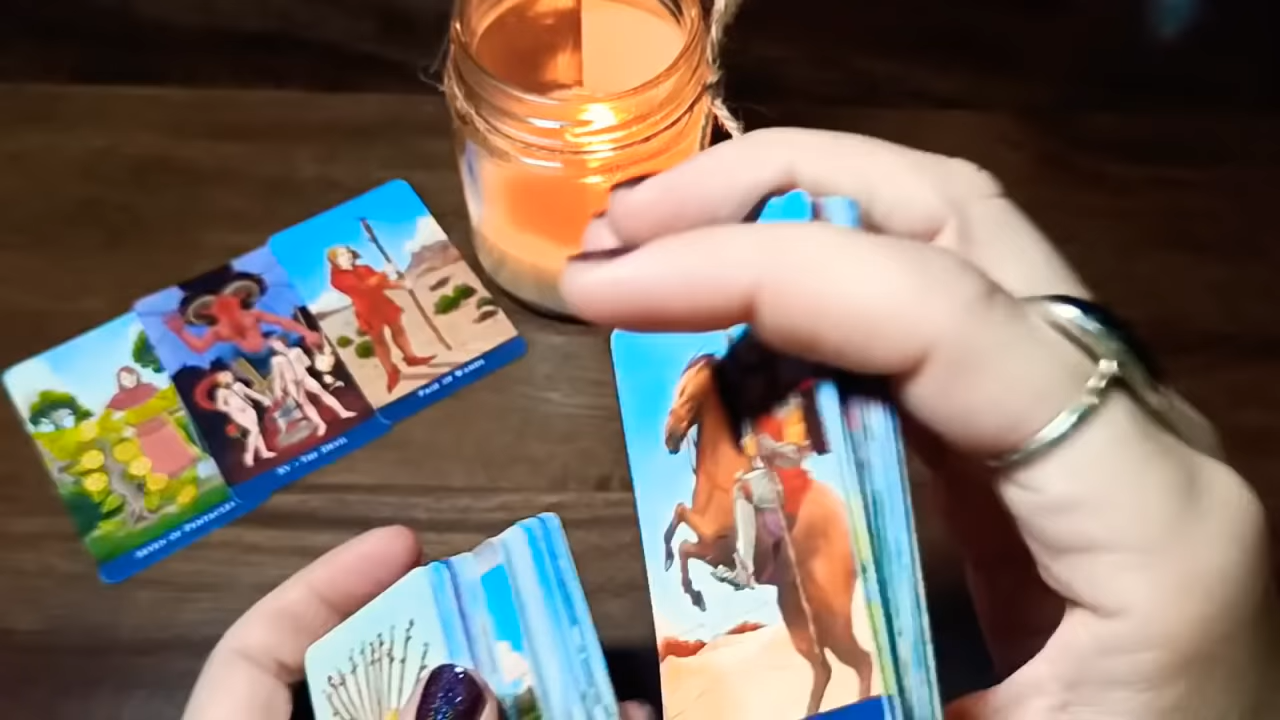 SEVEN OF PENTACLES
XV - THE DEVIL
PAGE OF WANDS